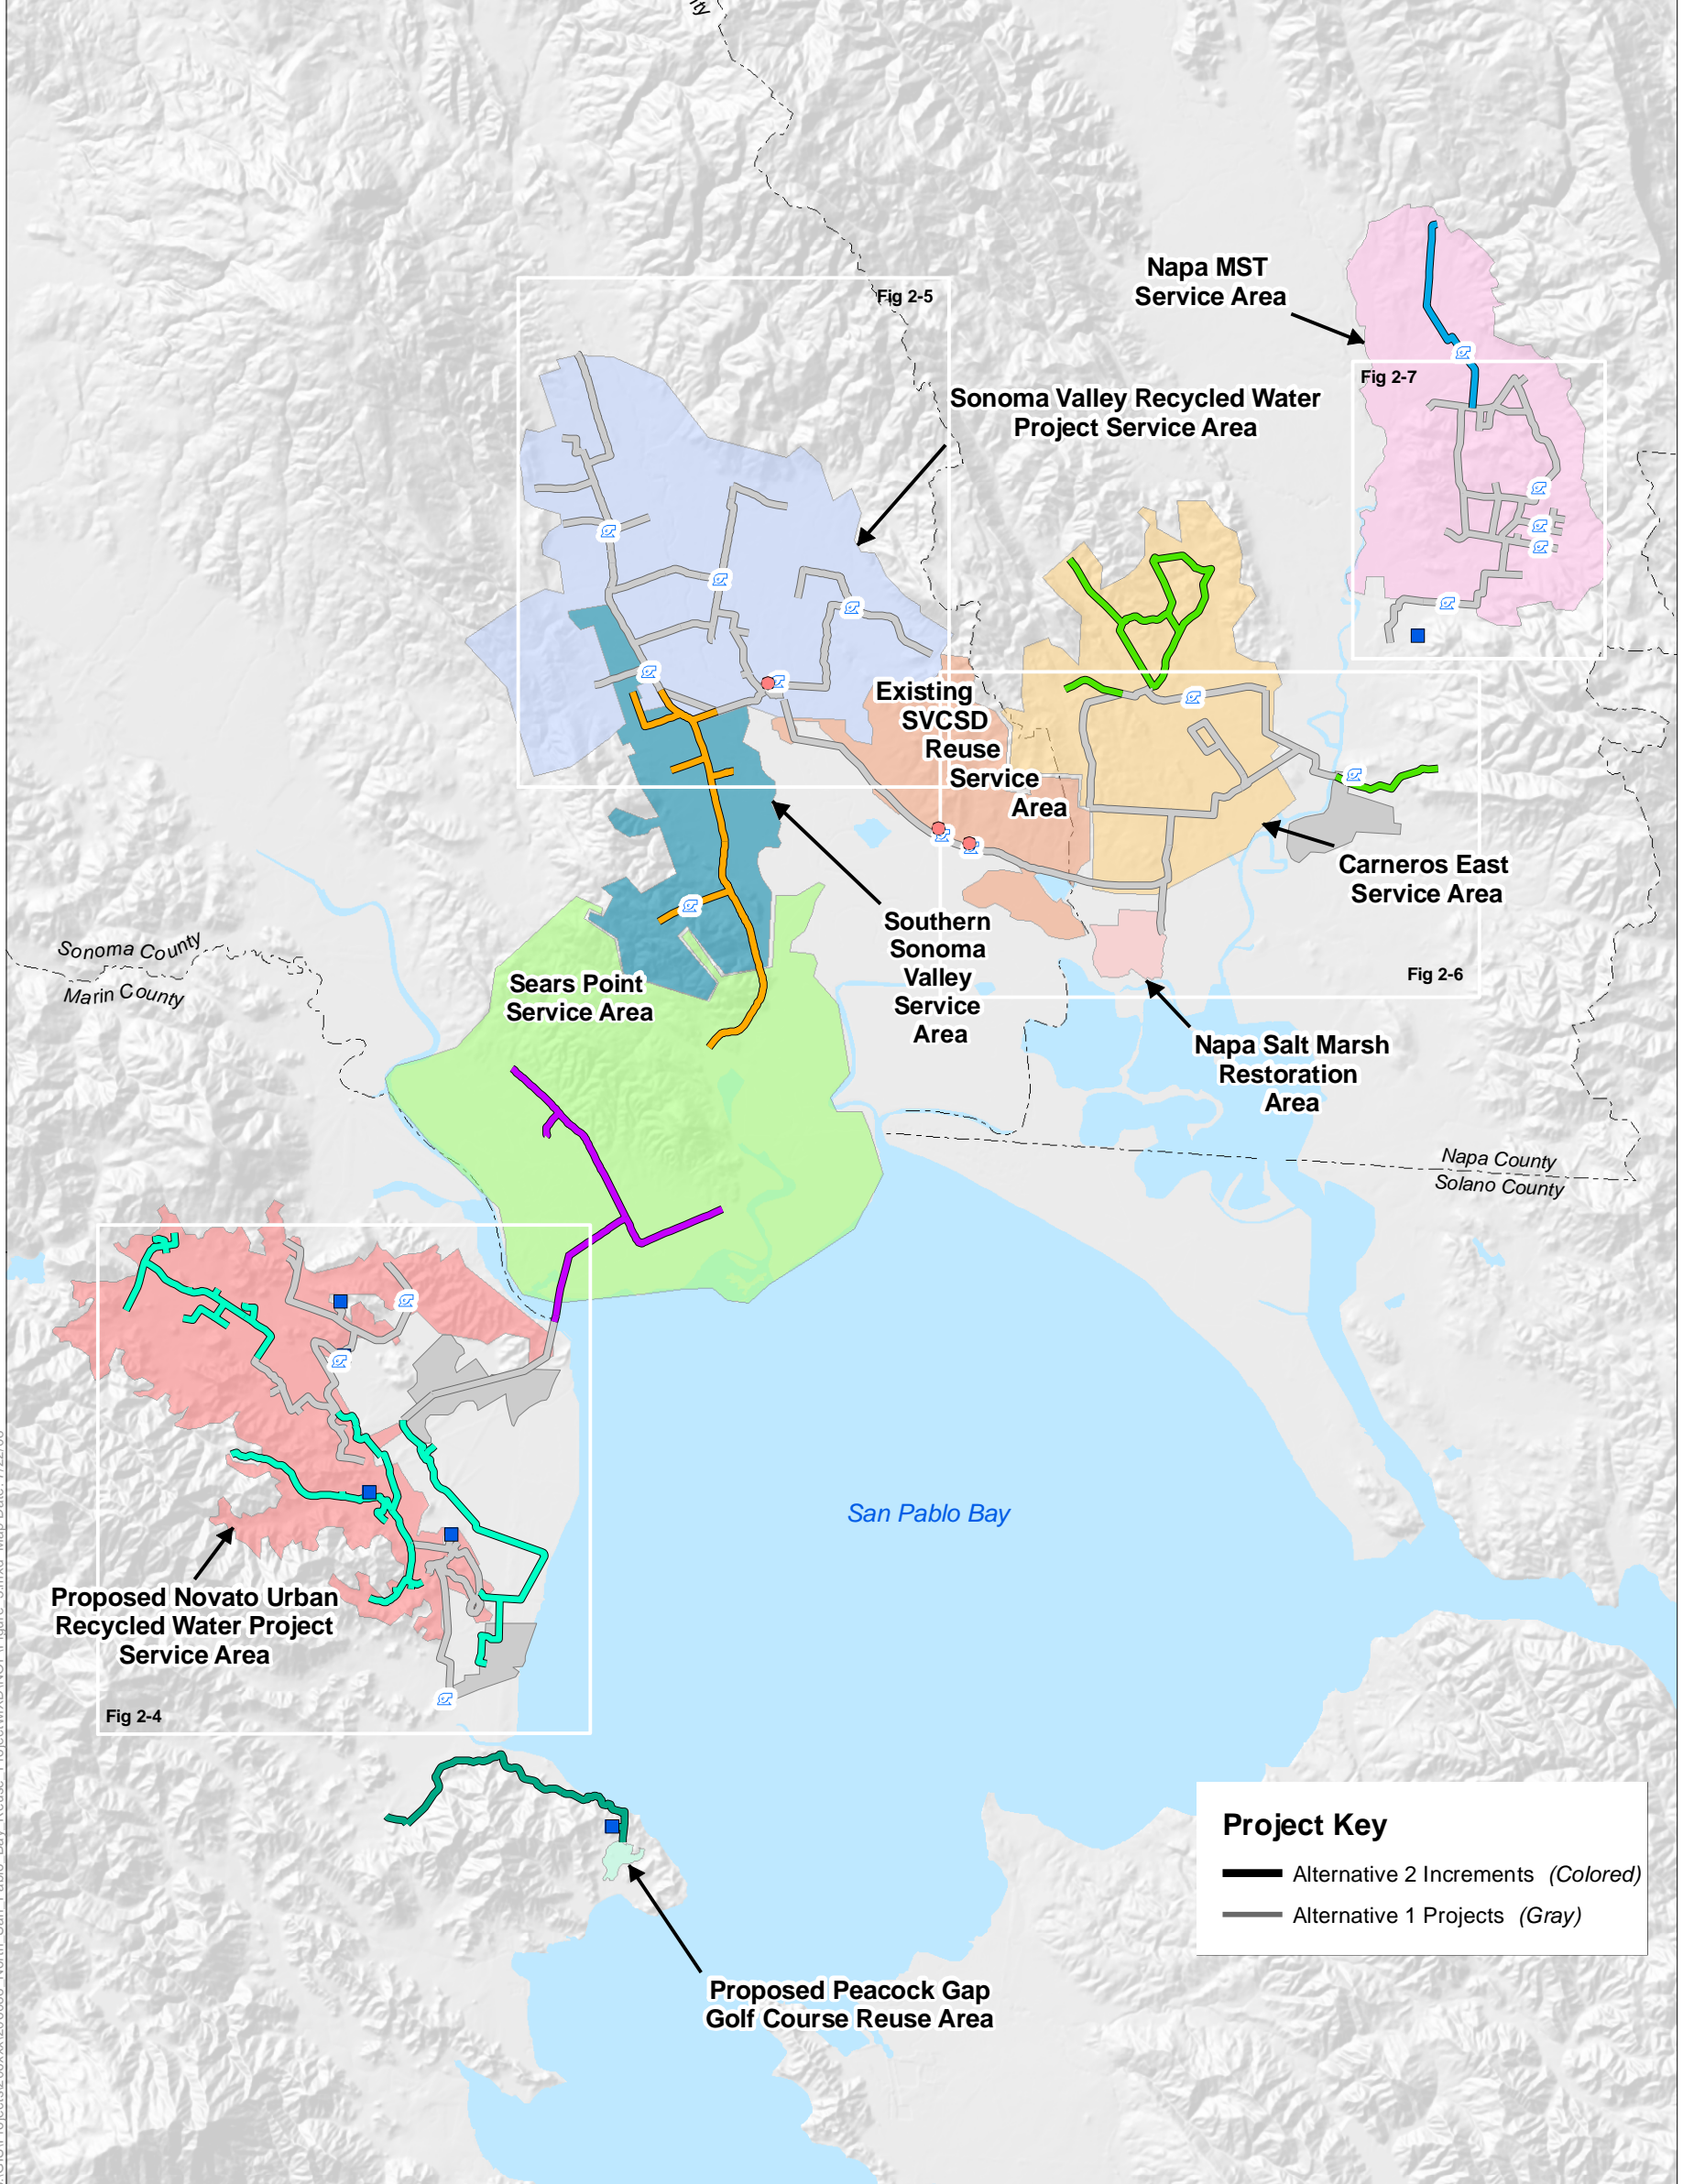 Napa MST
Service Area
Fig 2-5
Fig 2-7
Sonoma Valley Recycled Water
Project Service Area
Existing
SVCSD
Reuse
Service
Area
Carneros East
Service Area
Southern
Sonoma
Valley
Service
Area
Sonoma County
Marin County
Sears Point
Service Area
Fig 2-6
Napa Salt Marsh
Restoration
Area
Napa County
Solano County
San Pablo Bay
Proposed Novato Urban
Recycled Water Project
Service Area
Fig 2-4
Project Key
Alternative 2 Increments (Colored)
Alternative 1 Projects (Gray)
Proposed Peacock Gap
Golf Course Reuse Area